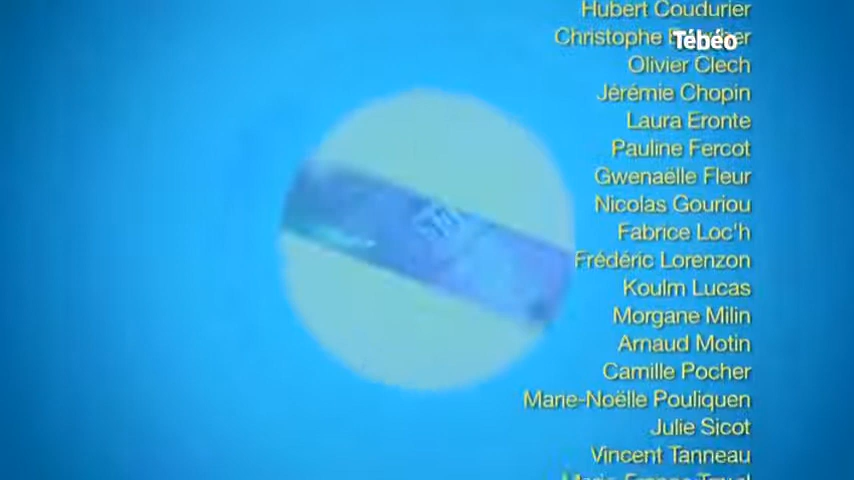 Hubert Coudurier
Christophe
Tébéo
Olivier Clech
Jérémie Chopin
Laura Eronte
Pauline Fercot
Gwenaëlle Fleur
Nicolas Gouriou
Fabrice Loc'h
Frédéric Lorenzon
Koulm Lucas
Morgane Milin
Arnaud Motin
Camille Pocher
Marie-Noëlle Pouliquen
Julie Sicot
Vincent Tanneau